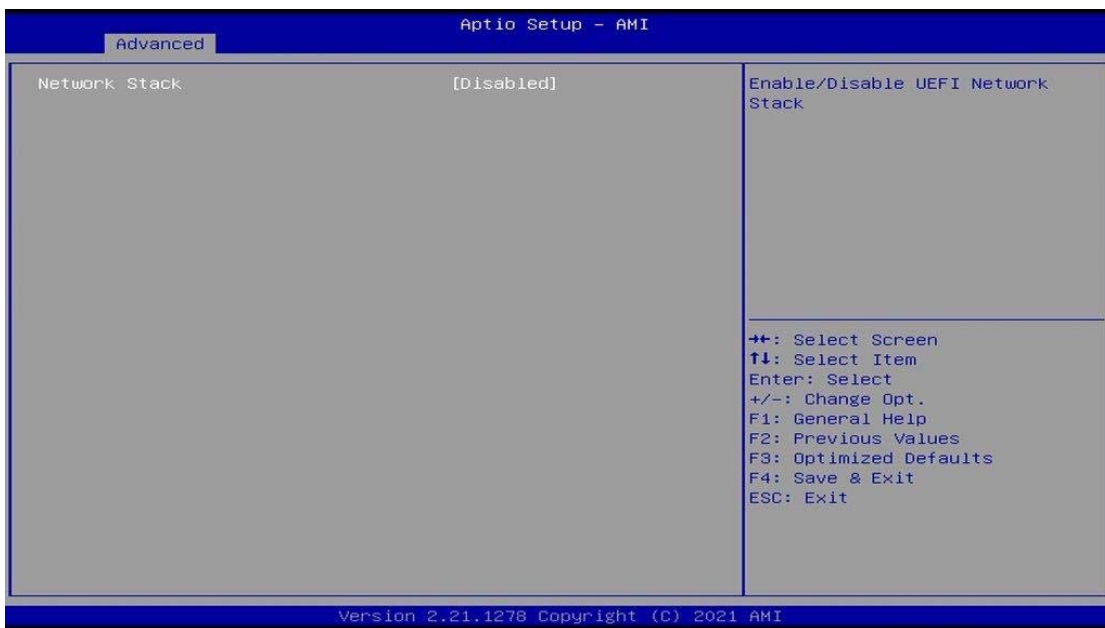 Aptio Setup – AMI
Advanced
Network Stack [Disabled]
Enable/Disable UEFI Network
Stack
→←: Select Screen
↑↓: Select Item
Enter: Select
+/-: Change Opt.
F1: General Help
F2: Previous Values
F3: Optimized Defaults
F4: Save & Exit
ESC: Exit
Version 2.21.1278 Copyright (C) 2021 AMI